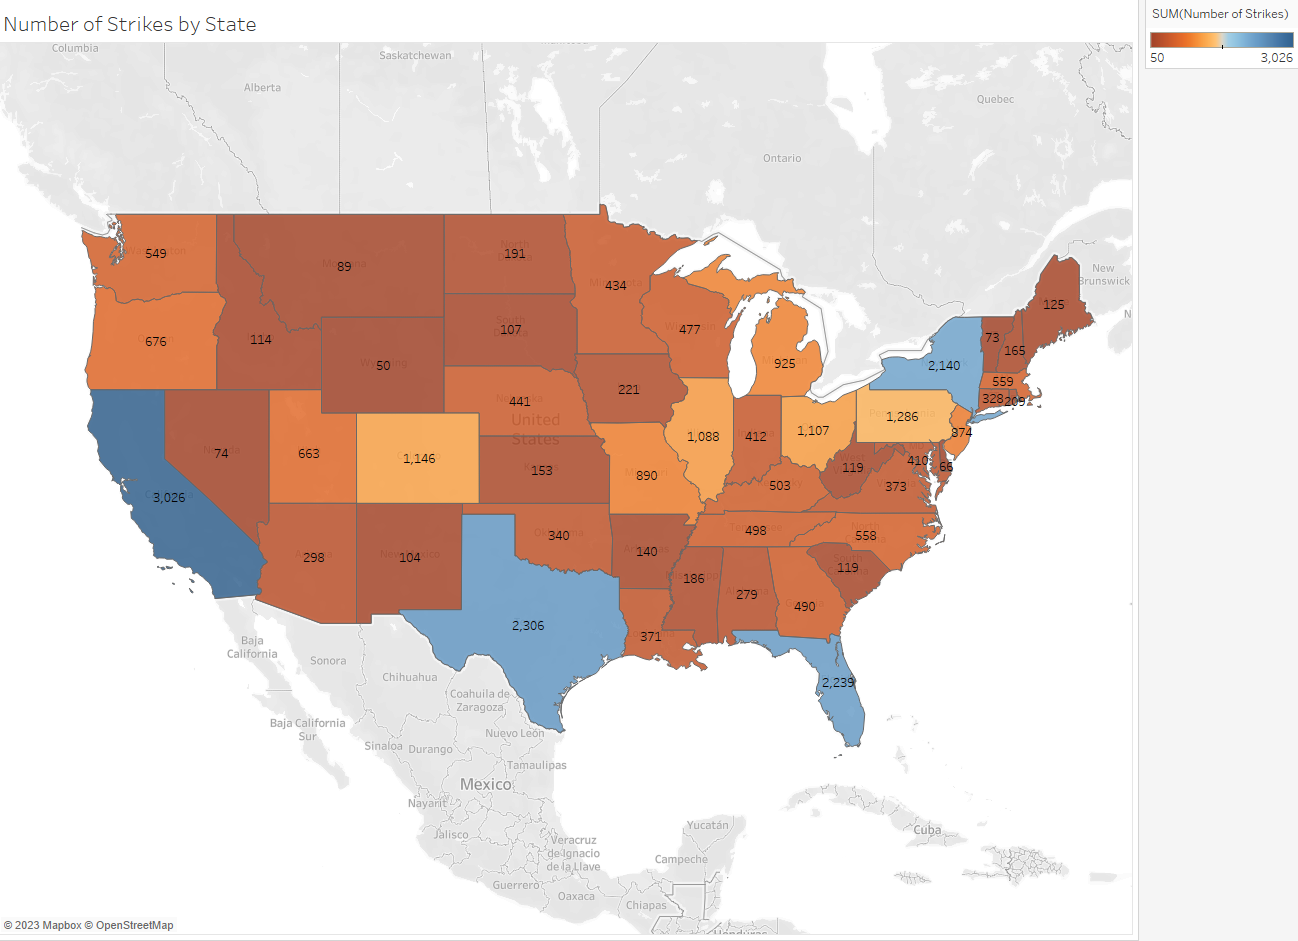 Number of Strikes by State
SUM(Number of Strikes)
50
3,026
Columbia
Saskatchewan
Alberta
Quebec
Ontario
New
Brunswick
549
89
191
434
125
676
114
107
477
73
165
50
925
2,140
559
441
United
States
221
328
209
1,286
74
663
1,146
1,088
412
1,107
874
3,026
153
890
119
410
66
503
373
298
104
340
498
558
140
119
186
279
490
2,306
371
2,239
Baja
California
Sonora
Chihuahua
Coahuila de
Zaragoza
Baja California
Sur
Nuevo León
Sinaloa
Durango
Tamaulipas
Mexico
Nayarit
Yucatán
Jalisco
Veracruz
de Ignacio
de la Llave
Cuba
Campeche
Guerrero
Oaxaca
Chiapas
Honduras
© 2023 Mapbox © OpenStreetMap